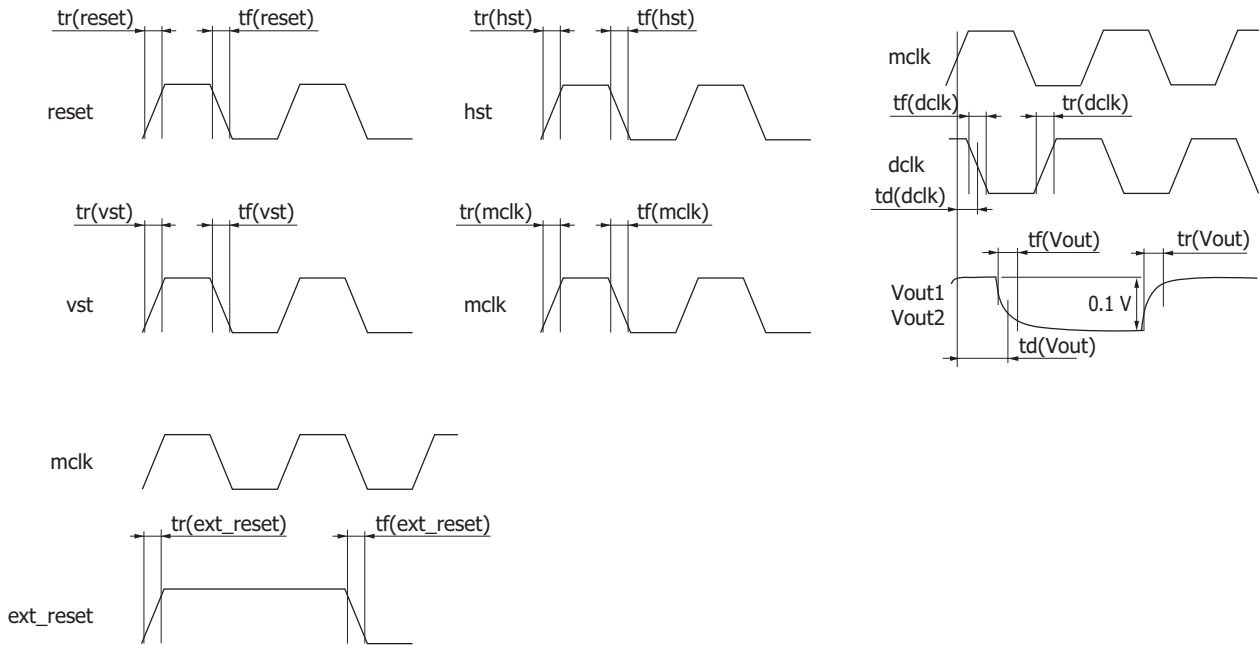 tr(reset)
tf(reset)
reset
tr(hst)
tf(hst)
hst
tr(vst)
tf(vst)
vst
tr(mclk)
tf(mclk)
mclk
mclk
tr(ext_reset)
tf(ext_reset)
ext_reset
mclk
tf(dclk)
tr(dclk)
dclk
td(dclk)
tf(Vout)
tr(Vout)
Vout1
Vout2
0.1 V
td(Vout)